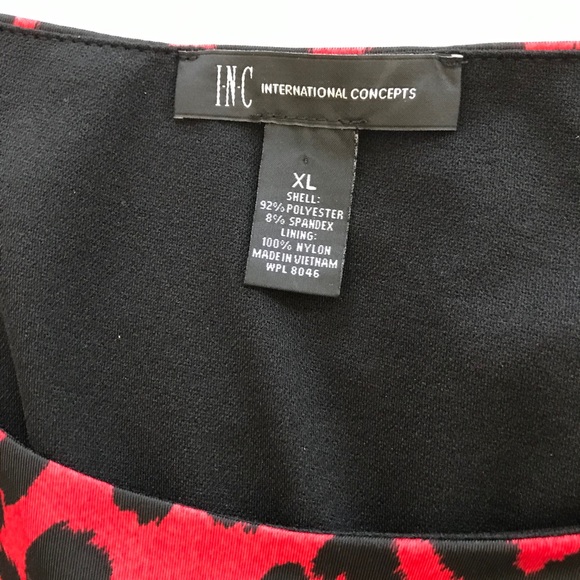 I·N·C INTERNATIONAL CONCEPTS
XL
SHELL:
92% POLYESTER
8% SPANDEX
LINING:
100% NYLON
MADE IN VIETNAM
WPL 8046